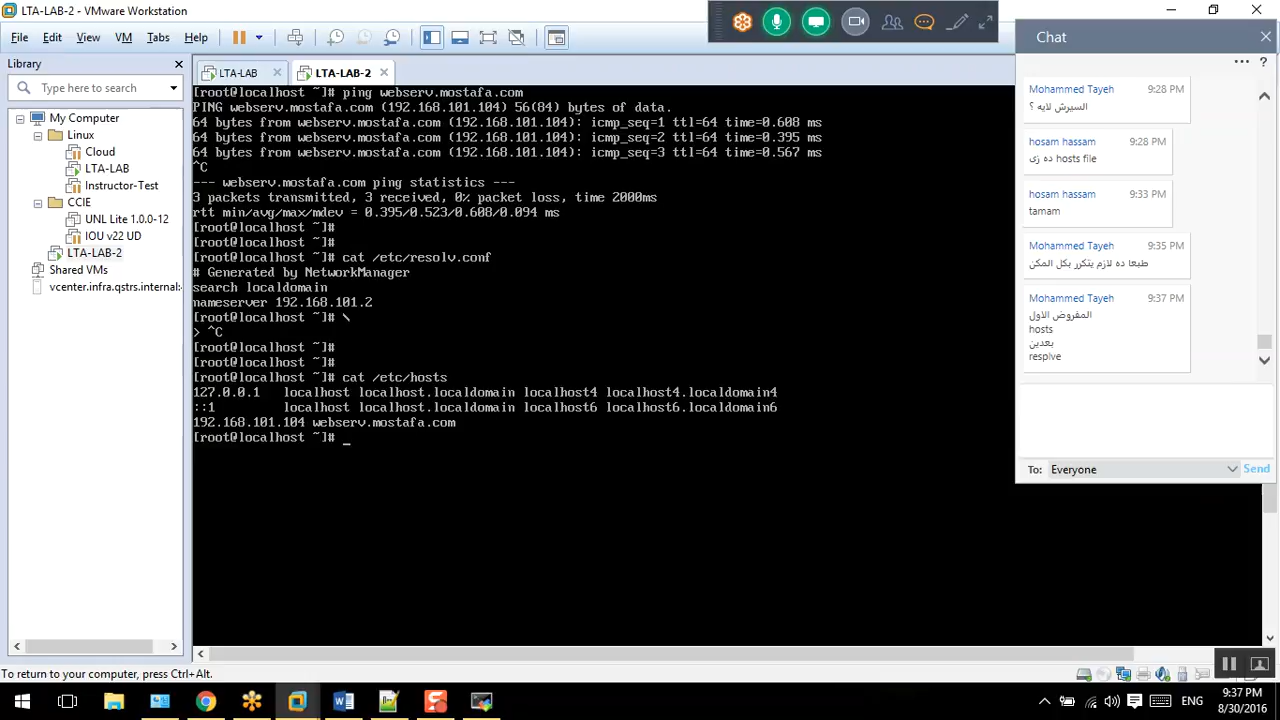 LTA-LAB-2 - VMware Workstation
Edit View VM Tabs Help
Library
Type here to search
My Computer
Linux
Cloud
LTA-LAB
Instructor-Test
CCIE
UNL Lite 1.0.0-12
IOU v22 UD
LTA-LAB-2
Shared VMs
vcenter.infra.qstrs.internal:
LTA-LAB
LTA-LAB-2
[root@localhost ~]# ping webserv.mostafa.com
PING webserv.mostafa.com (192.168.101.104) 56(84) bytes of data.
64 bytes from webserv.mostafa.com (192.168.101.104): icmp_seq=1 ttl=64 time=0.608 ms
64 bytes from webserv.mostafa.com (192.168.101.104): icmp_seq=2 ttl=64 time=0.395 ms
64 bytes from webserv.mostafa.com (192.168.101.104): icmp_seq=3 ttl=64 time=0.567 ms
^C
--- webserv.mostafa.com ping statistics ---
3 packets transmitted, 3 received, 0% packet loss, time 2000ms
rtt min/avg/max/mdev = 0.395/0.523/0.608/0.094 ms
[root@localhost ~]#
[root@localhost ~]#
[root@localhost ~]# cat /etc/resolv.conf
# Generated by NetworkManager
search localdomain
nameserver 192.168.101.2
[root@localhost ~]# \
> ^C
[root@localhost ~]#
[root@localhost ~]#
[root@localhost ~]# cat /etc/hosts
127.0.0.1 localhost localhost.localdomain localhost4 localhost4.localdomain4
::1 localhost localhost.localdomain localhost6 localhost6.localdomain6
192.168.101.104 webserv.mostafa.com
[root@localhost ~]# _
Chat
Mohammed Tayeh 9:28 PM
السيرش لايه ؟
hosam hassam 9:28 PM
ده زى hosts file
hosam hassam 9:33 PM
tamam
Mohammed Tayeh 9:35 PM
طبعا ده لازم يتكرر بكل المكن
Mohammed Tayeh 9:37 PM
المفروض الاول
hosts
بعدين
resplve
To: Everyone Send
To return to your computer, press Ctrl+Alt.
ENG
9:37 PM
8/30/2016